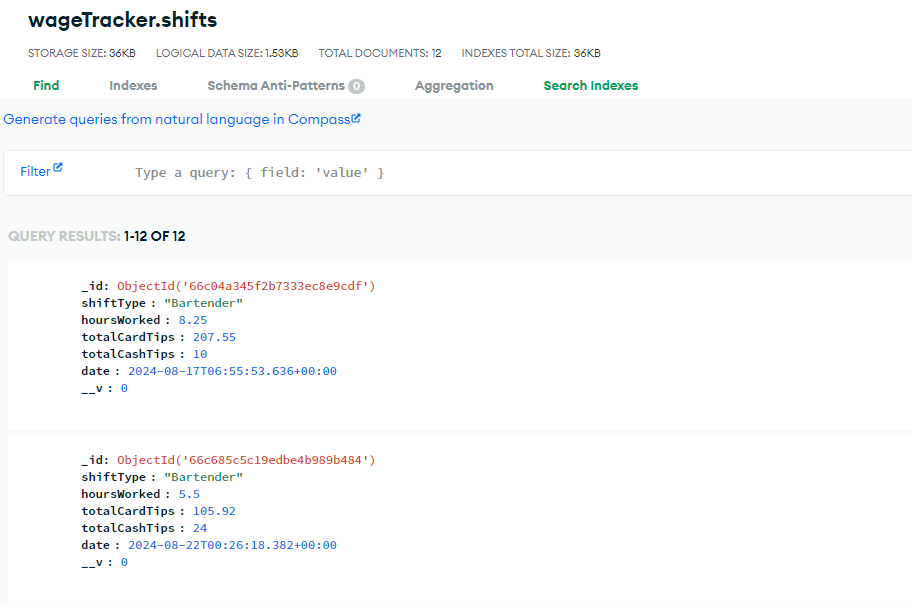 wageTracker.shifts
STORAGE SIZE: 36KB LOGICAL DATA SIZE: 1.53KB TOTAL DOCUMENTS: 12 INDEXES TOTAL SIZE: 36KB
Find Indexes Schema Anti-Patterns 0 Aggregation Search Indexes
Generate queries from natural language in Compass
Filter Type a query: { field: 'value' }
QUERY RESULTS: 1-12 OF 12
_id: ObjectId('66c04a345f2b7333ec8e9cdf')
shiftType : "Bartender"
hoursWorked : 8.25
totalCardTips : 207.55
totalCashTips : 10
date : 2024-08-17T06:55:53.636+00:00
__v : 0
_id: ObjectId('66c685c5c19edbe4b989b484')
shiftType : "Bartender"
hoursWorked : 5.5
totalCardTips : 105.92
totalCashTips : 24
date : 2024-08-22T00:26:18.382+00:00
__v : 0